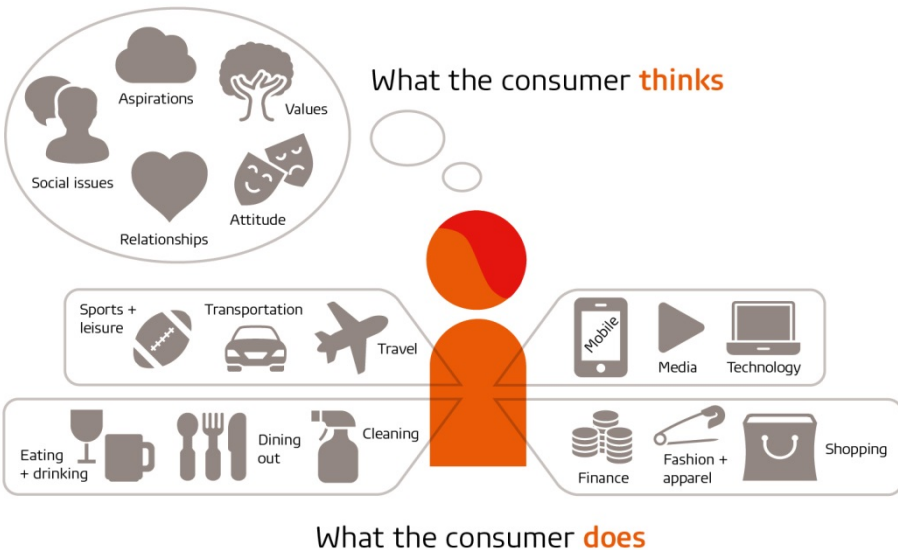 What the consumer thinks
Aspirations
Values
Social issues
Attitude
Relationships
Sports +
leisure
Transportation
Travel
Mobile
Media
Technology
Eating
+ drinking
Dining
out
Cleaning
Finance
Fashion +
apparel
Shopping
What the consumer does